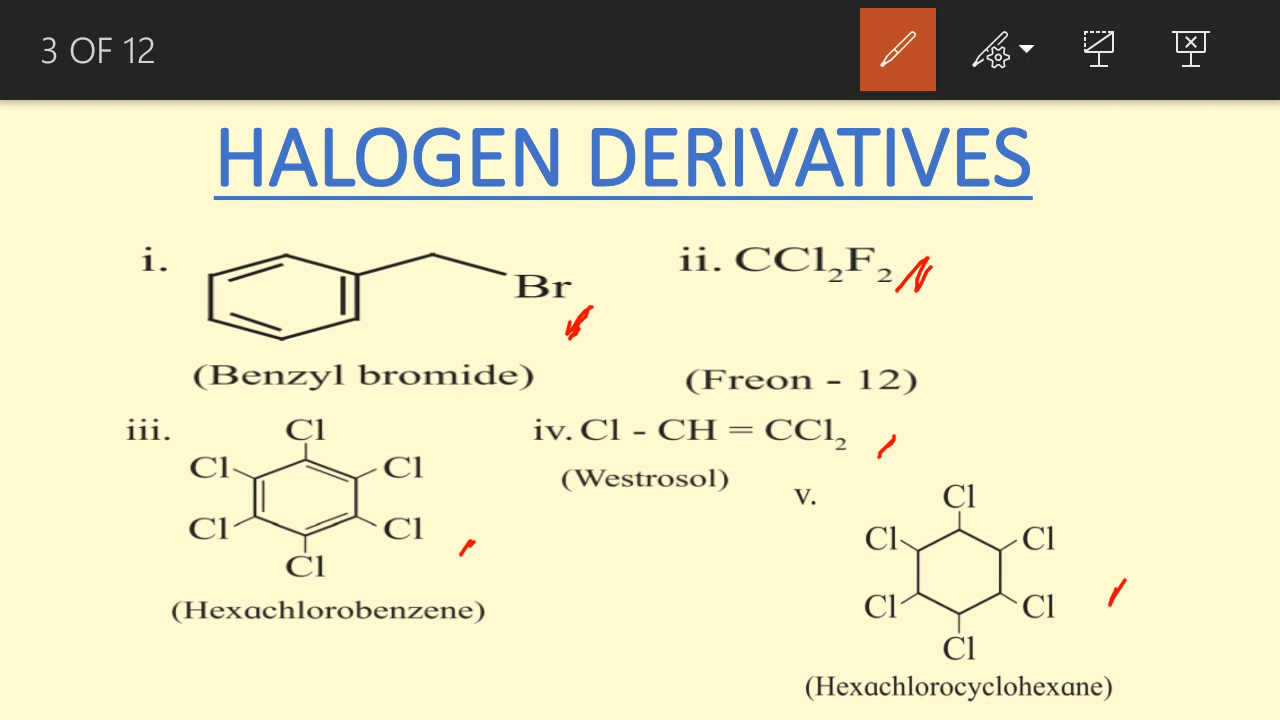 3 OF 12
HALOGEN DERIVATIVES
i.
Br
(Benzyl bromide)
ii. CCl₂F₂
(Freon - 12)
iii.
Cl
Cl Cl
Cl Cl
Cl
(Hexachlorobenzene)
iv. Cl - CH = CCl₂
(Westrosol)
v.
Cl
Cl Cl
Cl Cl
Cl
(Hexachlorocyclohexane)